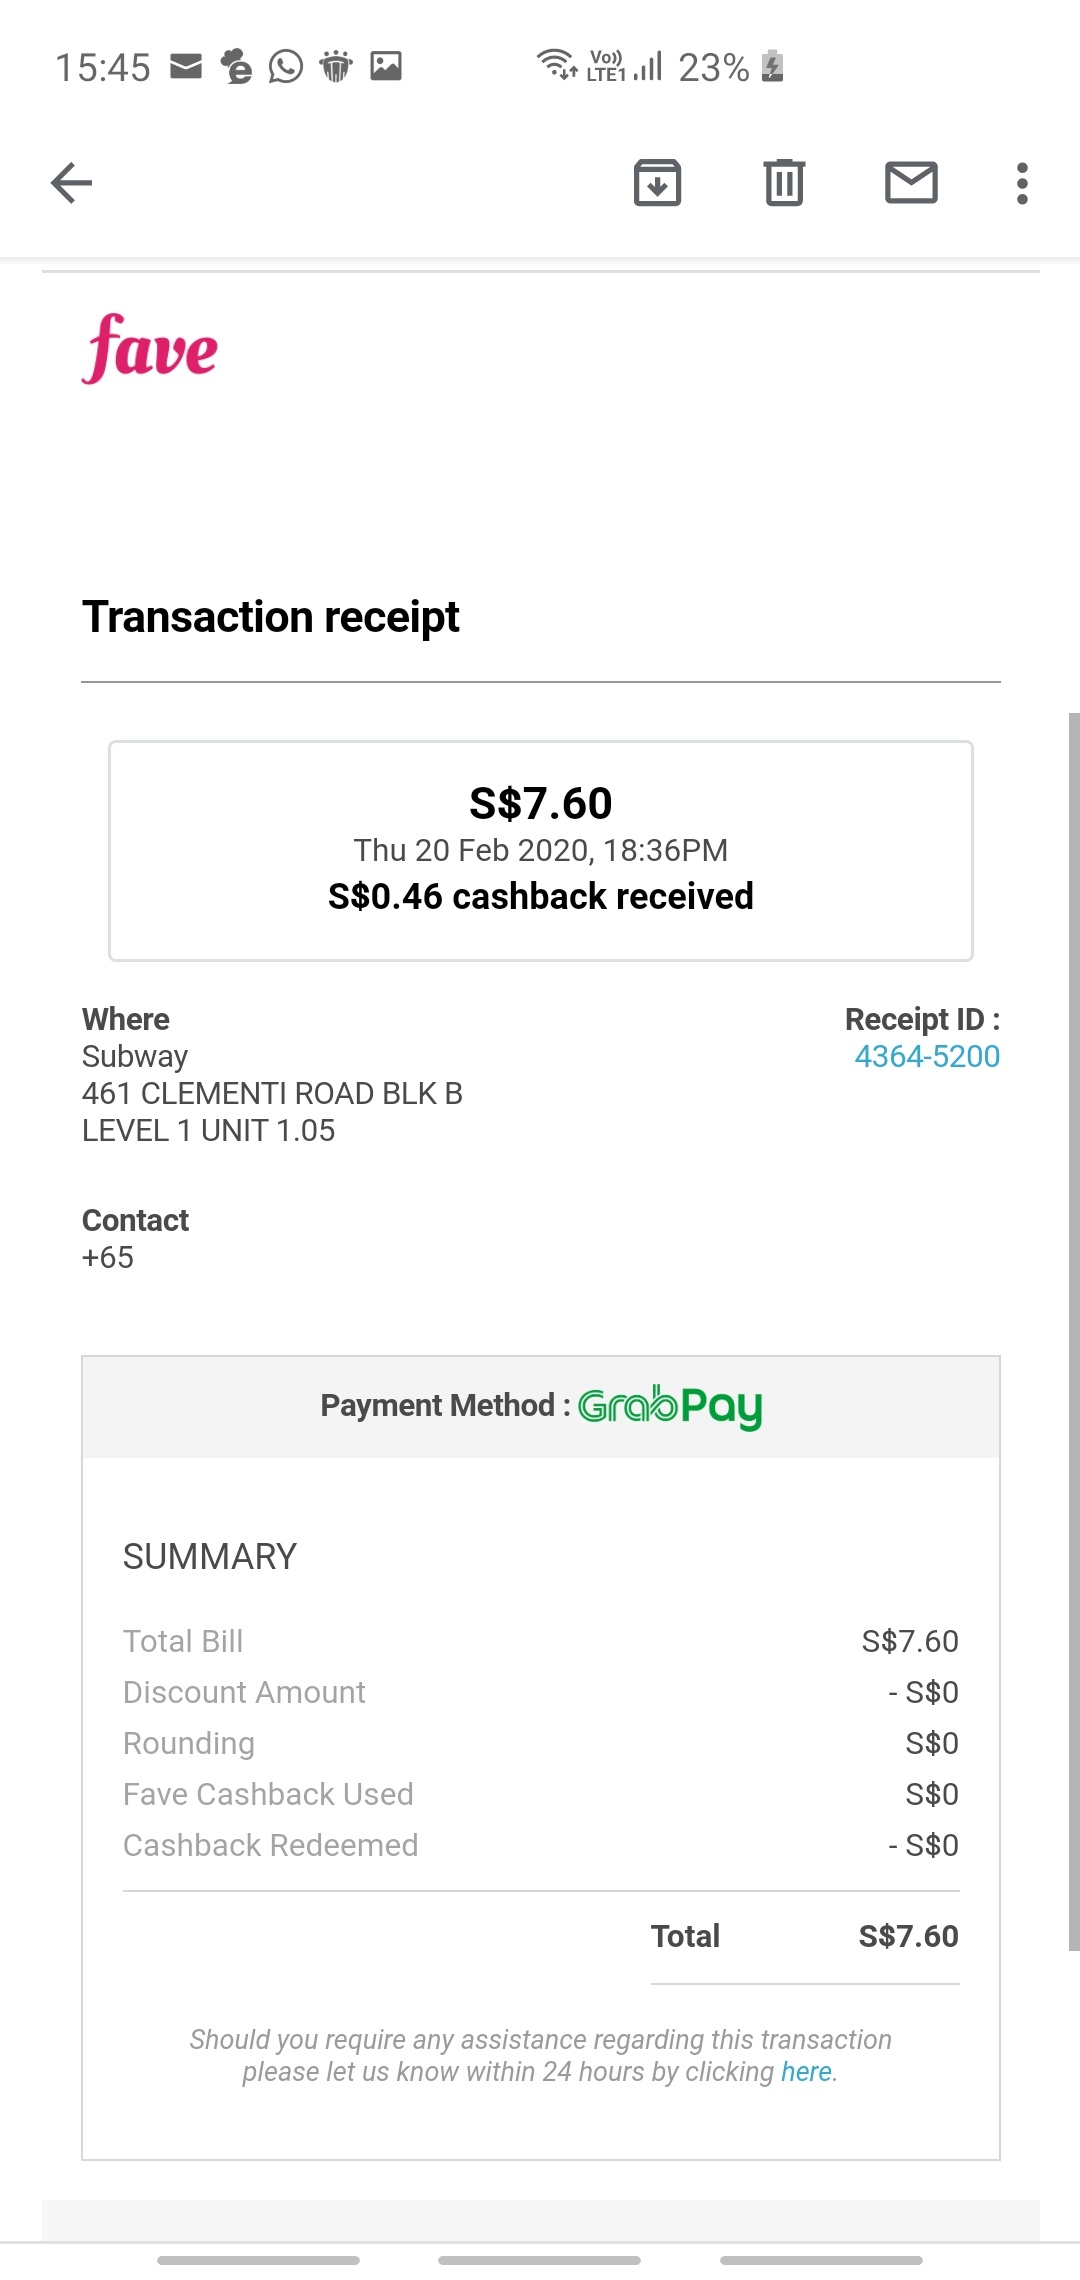 15:45 Vo)) LTE1 23%
fave
Transaction receipt
S$7.60
Thu 20 Feb 2020, 18:36PM
S$0.46 cashback received
Where
Receipt ID :
Subway
4364-5200
461 CLEMENTI ROAD BLK B
LEVEL 1 UNIT 1.05
Contact
+65
Payment Method : GrabPay
SUMMARY
Total Bill S$7.60
Discount Amount - S$0
Rounding S$0
Fave Cashback Used S$0
Cashback Redeemed - S$0
Total S$7.60
Should you require any assistance regarding this transaction
please let us know within 24 hours by clicking here.